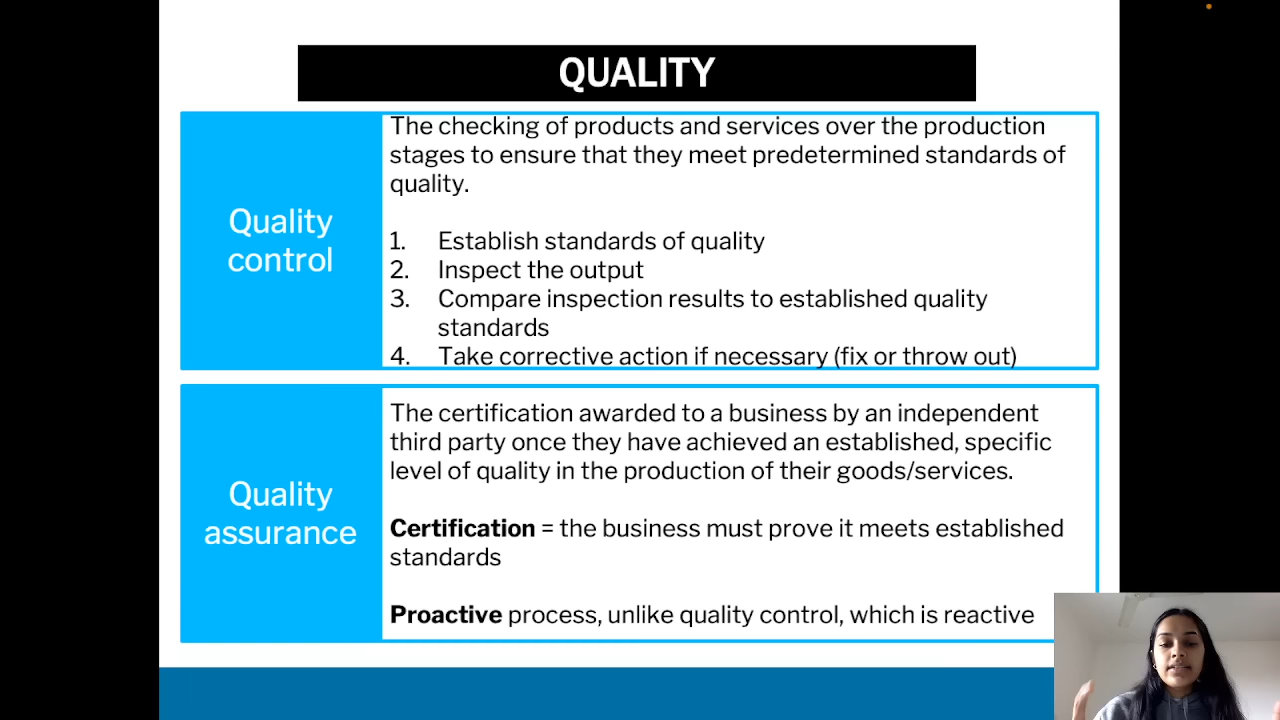 QUALITY
Quality
control
The checking of products and services over the production
stages to ensure that they meet predetermined standards of
quality.
1. Establish standards of quality
2. Inspect the output
3. Compare inspection results to established quality
standards
4. Take corrective action if necessary (fix or throw out)
Quality
assurance
The certification awarded to a business by an independent
third party once they have achieved an established, specific
level of quality in the production of their goods/services.
Certification = the business must prove it meets established
standards
Proactive process, unlike quality control, which is reactive